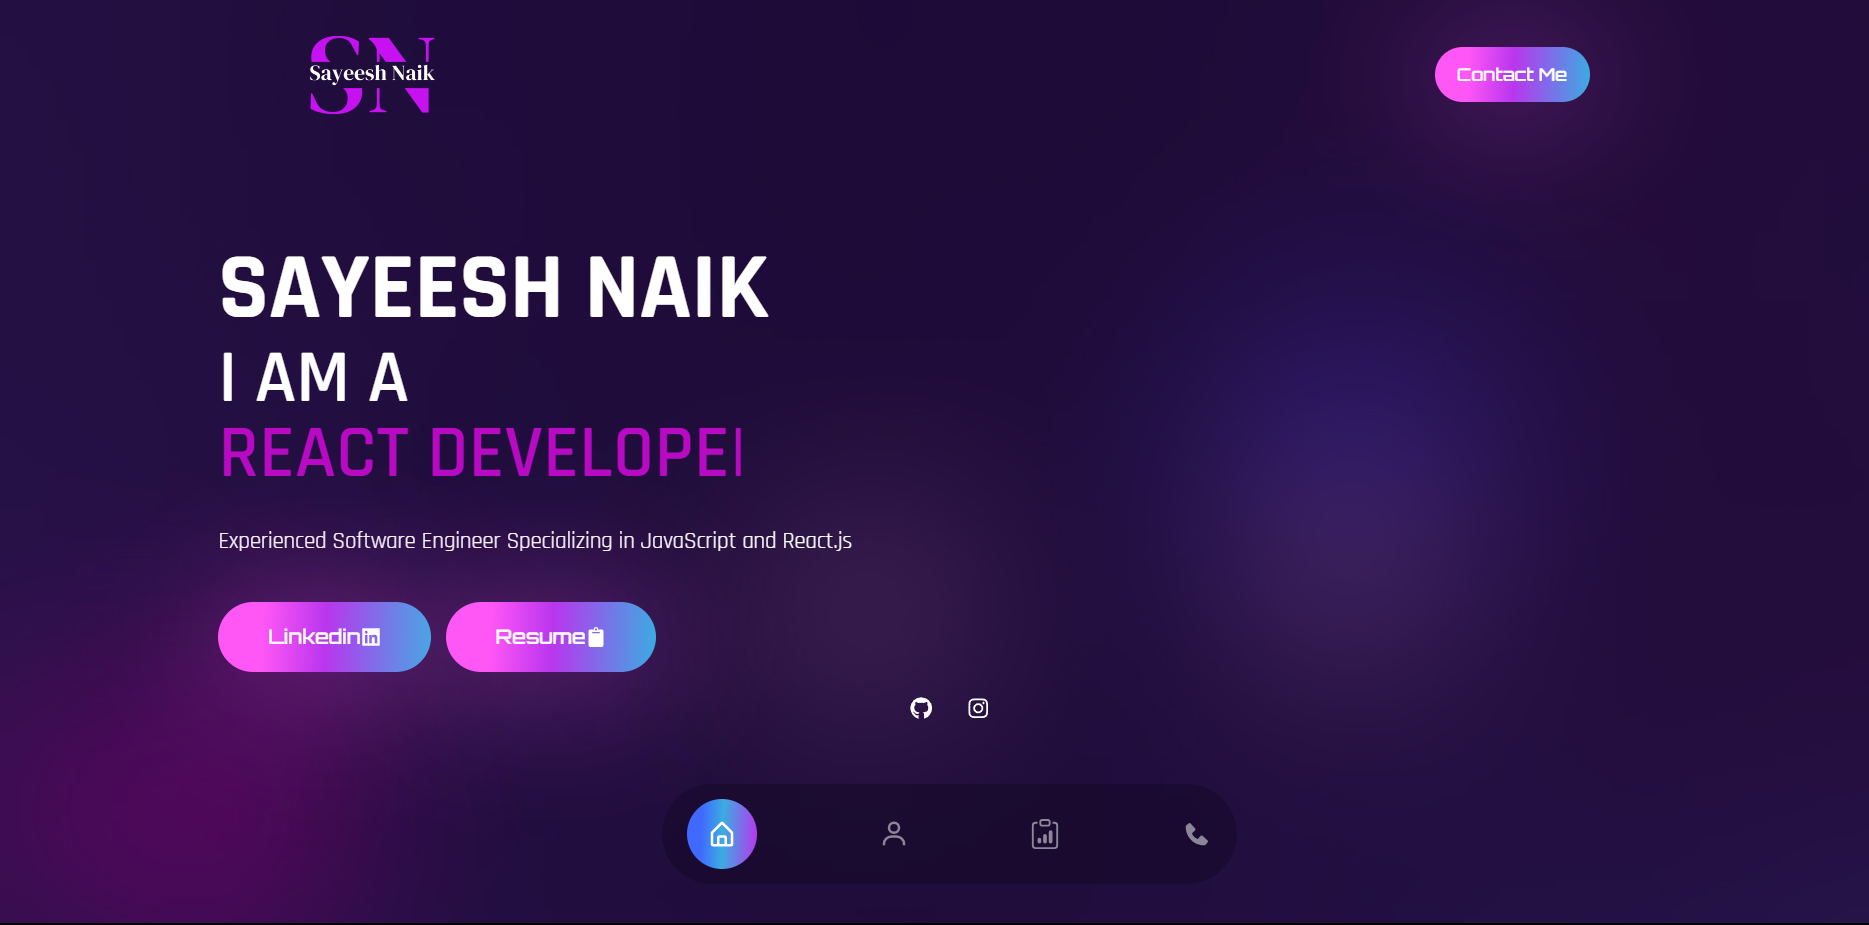 SN
Sayeesh Naik
Contact Me
SAYEESH NAIK
I AM A
REACT DEVELOPE
Experienced Software Engineer Specializing in JavaScript and React.js
Linkedin
Resume